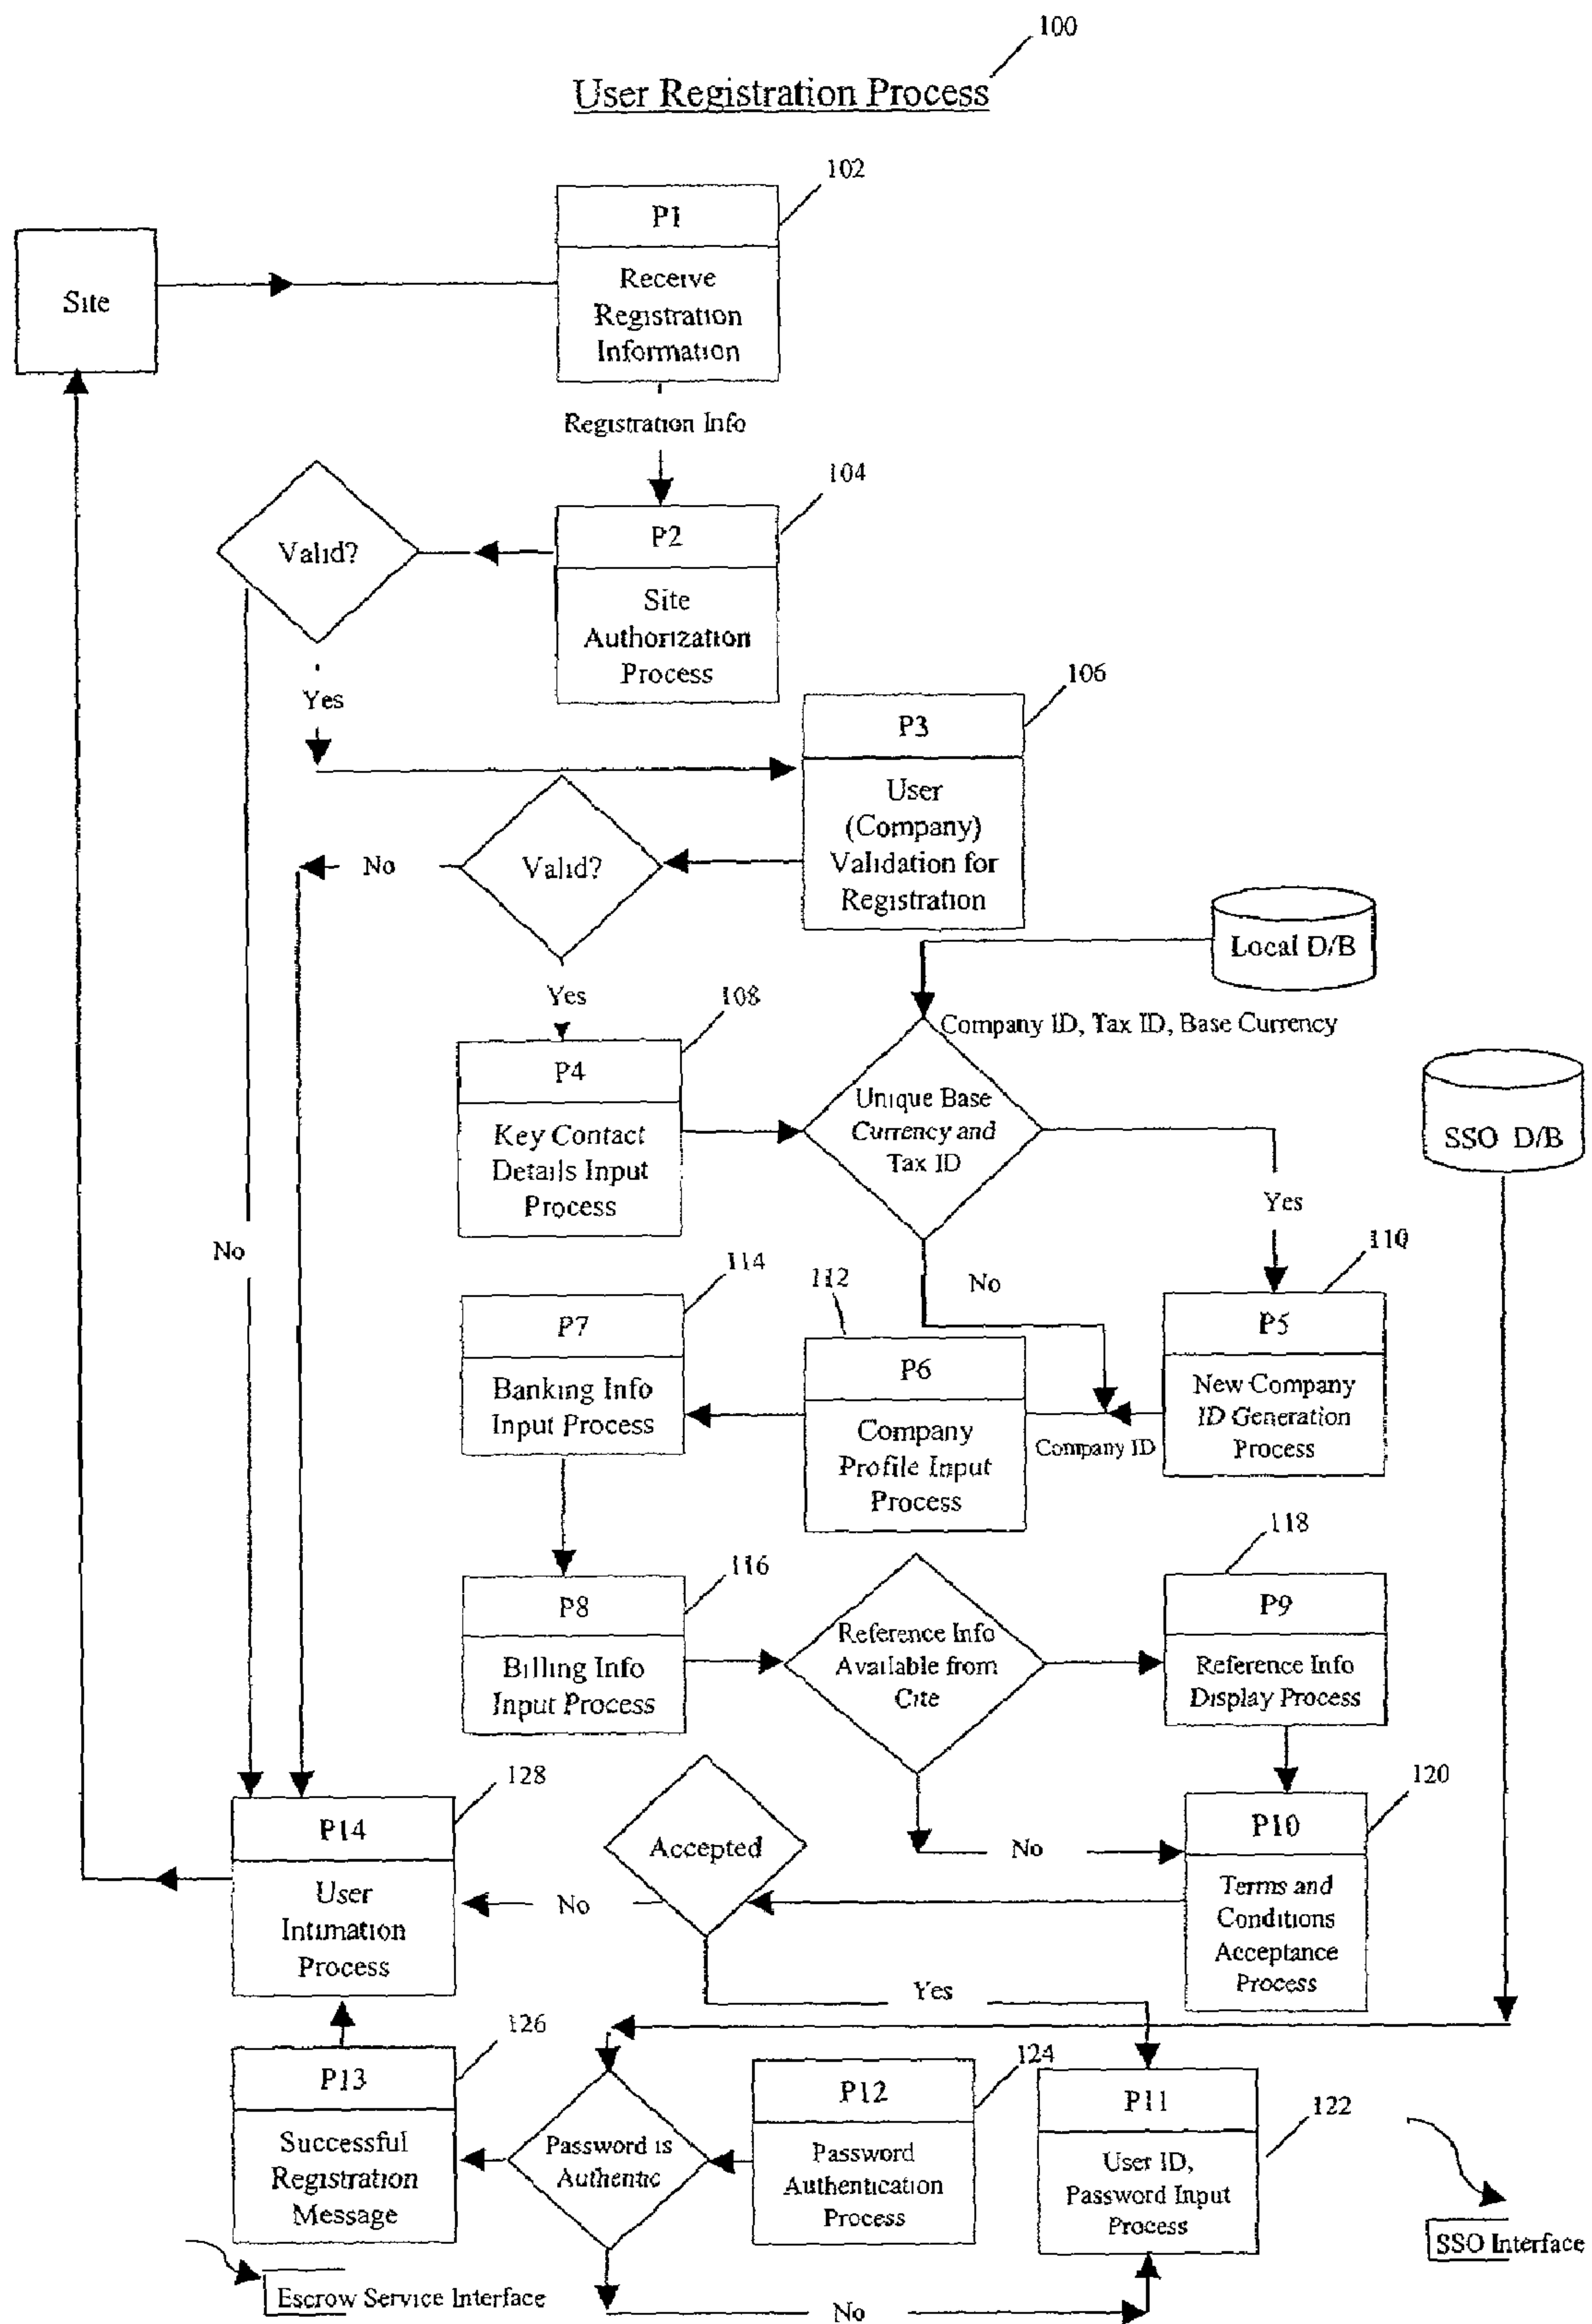 100
User Registration Process
102
P1
Receive
Registration
Information
Site
Registration Info
104
P2
Site
Authorization
Process
Valid?
Yes
106
P3
User
(Company)
Validation for
Registration
Valid?
No
Yes
Local D/B
Company ID, Tax ID, Base Currency
108
P4
Key Contact
Details Input
Process
Unique Base
Currency and
Tax ID
SSO D/B
Yes
No
No
110
P5
New Company
ID Generation
Process
Company ID
112
P6
Company
Profile Input
Process
114
P7
Banking Info
Input Process
116
P8
Billing Info
Input Process
Reference Info
Available from
Cite
118
P9
Reference Info
Display Process
No
120
P10
Terms and
Conditions
Acceptance
Process
Accepted
No
Yes
128
P14
User
Intimation
Process
126
P13
Successful
Registration
Message
Password is
Authentic
124
P12
Password
Authentication
Process
122
P11
User ID,
Password Input
Process
SSO Interface
Escrow Service Interface
No